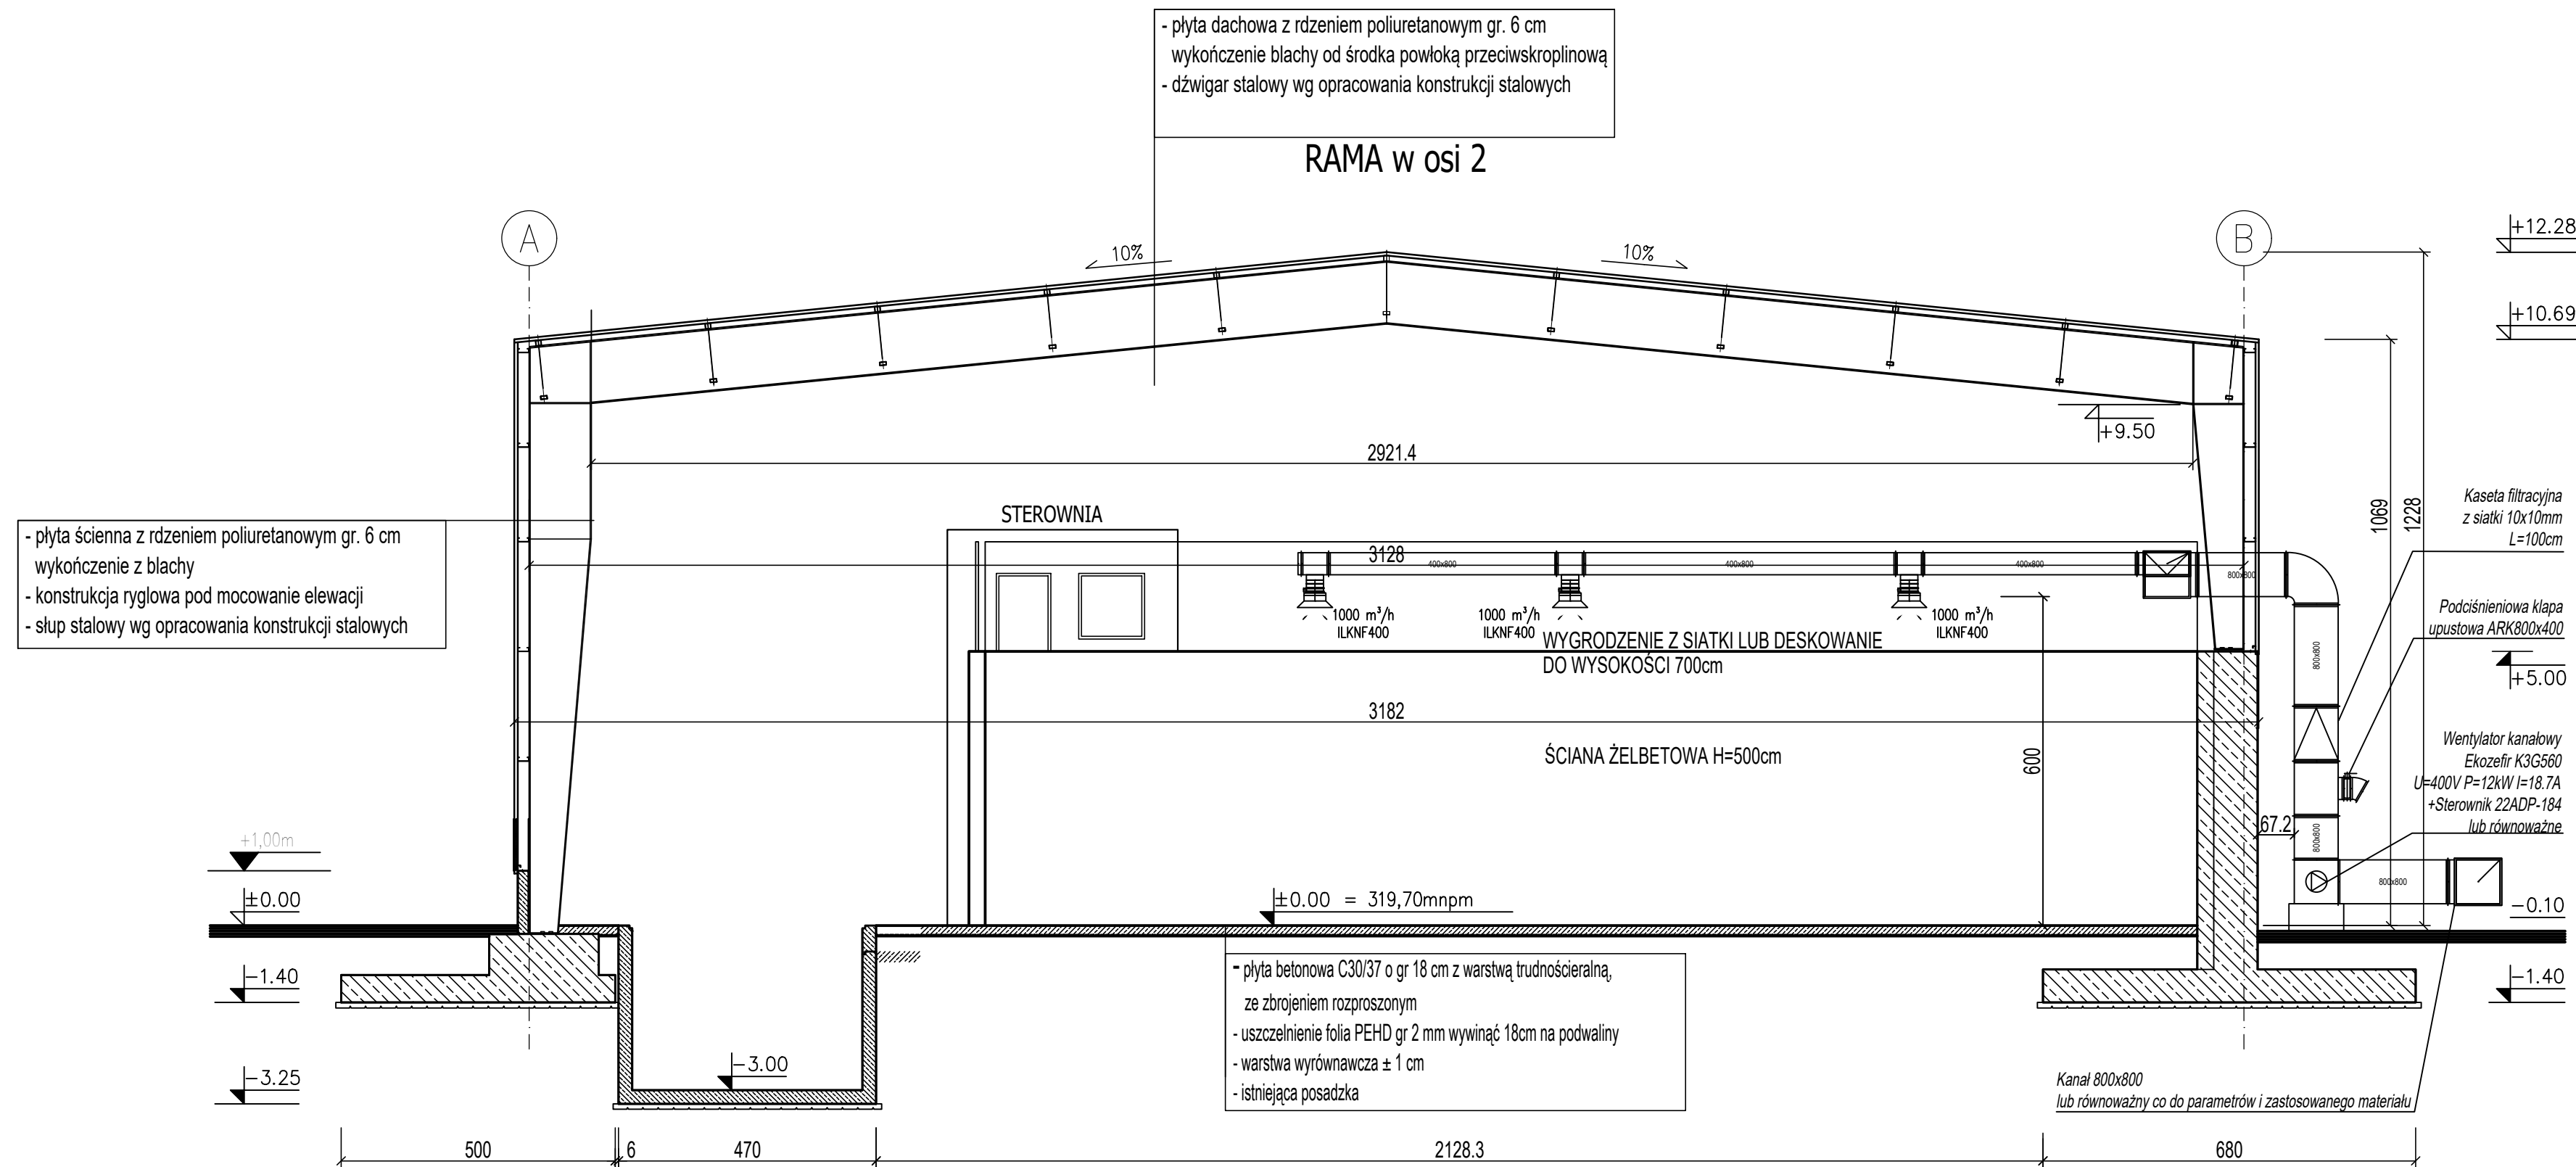 - płyta dachowa z rdzeniem poliuretanowym gr. 6 cm
wykończenie blachy od środka powłoką przeciwskroplinową
- dźwigar stalowy wg opracowania konstrukcji stalowych
RAMA w osi 2
A
B
10%
10%
+12.28
+10.69
+9.50
2921.4
- płyta ścienna z rdzeniem poliuretanowym gr. 6 cm
wykończenie z blachy
- konstrukcja ryglowa pod mocowanie elewacji
- słup stalowy wg opracowania konstrukcji stalowych
STEROWNIA
3128
400x800
400x800
400x800
800x800
1000 m³/h
ILKNF400
1000 m³/h
ILKNF400
1000 m³/h
ILKNF400
WYGRODZENIE Z SIATKI LUB DESKOWANIE
DO WYSOKOŚCI 700cm
3182
ŚCIANA ŻELBETOWA H=500cm
600
1069
1228
Kaseta filtracyjna
z siatki 10x10mm
L=100cm
Podciśnieniowa klapa
upustowa ARK800x400
800x800
+5.00
Wentylator kanałowy
Ekozefir K3G560
U=400V P=12kW I=18.7A
+Sterownik 22ADP-184
lub równoważne
67.2
800x800
800x800
+1,00m
±0.00
±0.00 = 319,70mnpm
-0.10
-1.40
-1.40
- płyta betonowa C30/37 o gr 18 cm z warstwą trudnościeralną,
ze zbrojeniem rozproszonym
- uszczelnienie folia PEHD gr 2 mm wywinąć 18cm na podwaliny
- warstwa wyrównawcza ± 1 cm
- istniejąca posadzka
-3.00
-3.25
Kanał 800x800
lub równoważny co do parametrów i zastosowanego materiału
500
6
470
2128.3
680